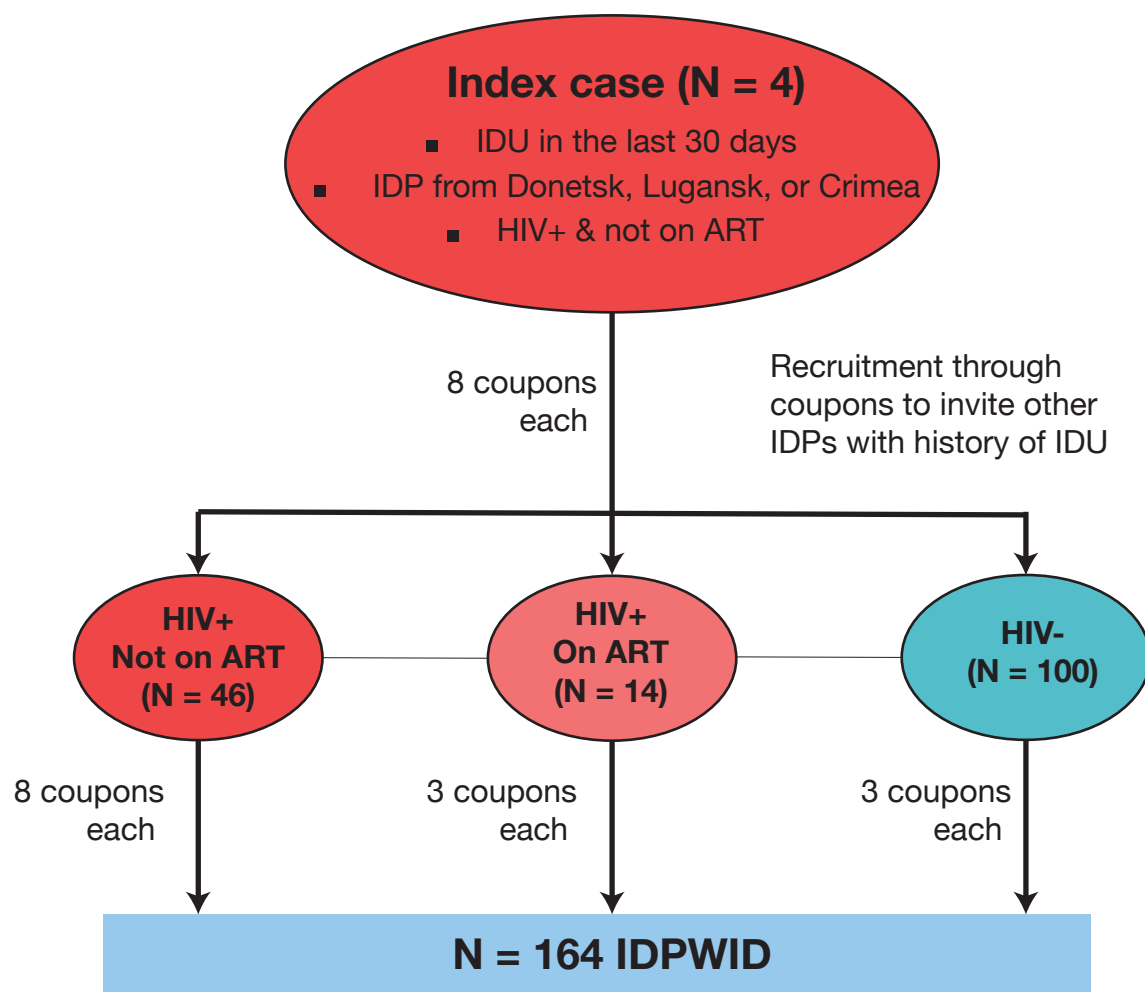 Index case (N = 4)
▪ IDU in the last 30 days
▪ IDP from Donetsk, Lugansk, or Crimea
▪ HIV+ & not on ART
8 coupons
each
Recruitment through
coupons to invite other
IDPs with history of IDU
HIV+
Not on ART
(N = 46)
HIV+
On ART
(N = 14)
HIV-
(N = 100)
8 coupons
each
3 coupons
each
3 coupons
each
N = 164 IDPWID